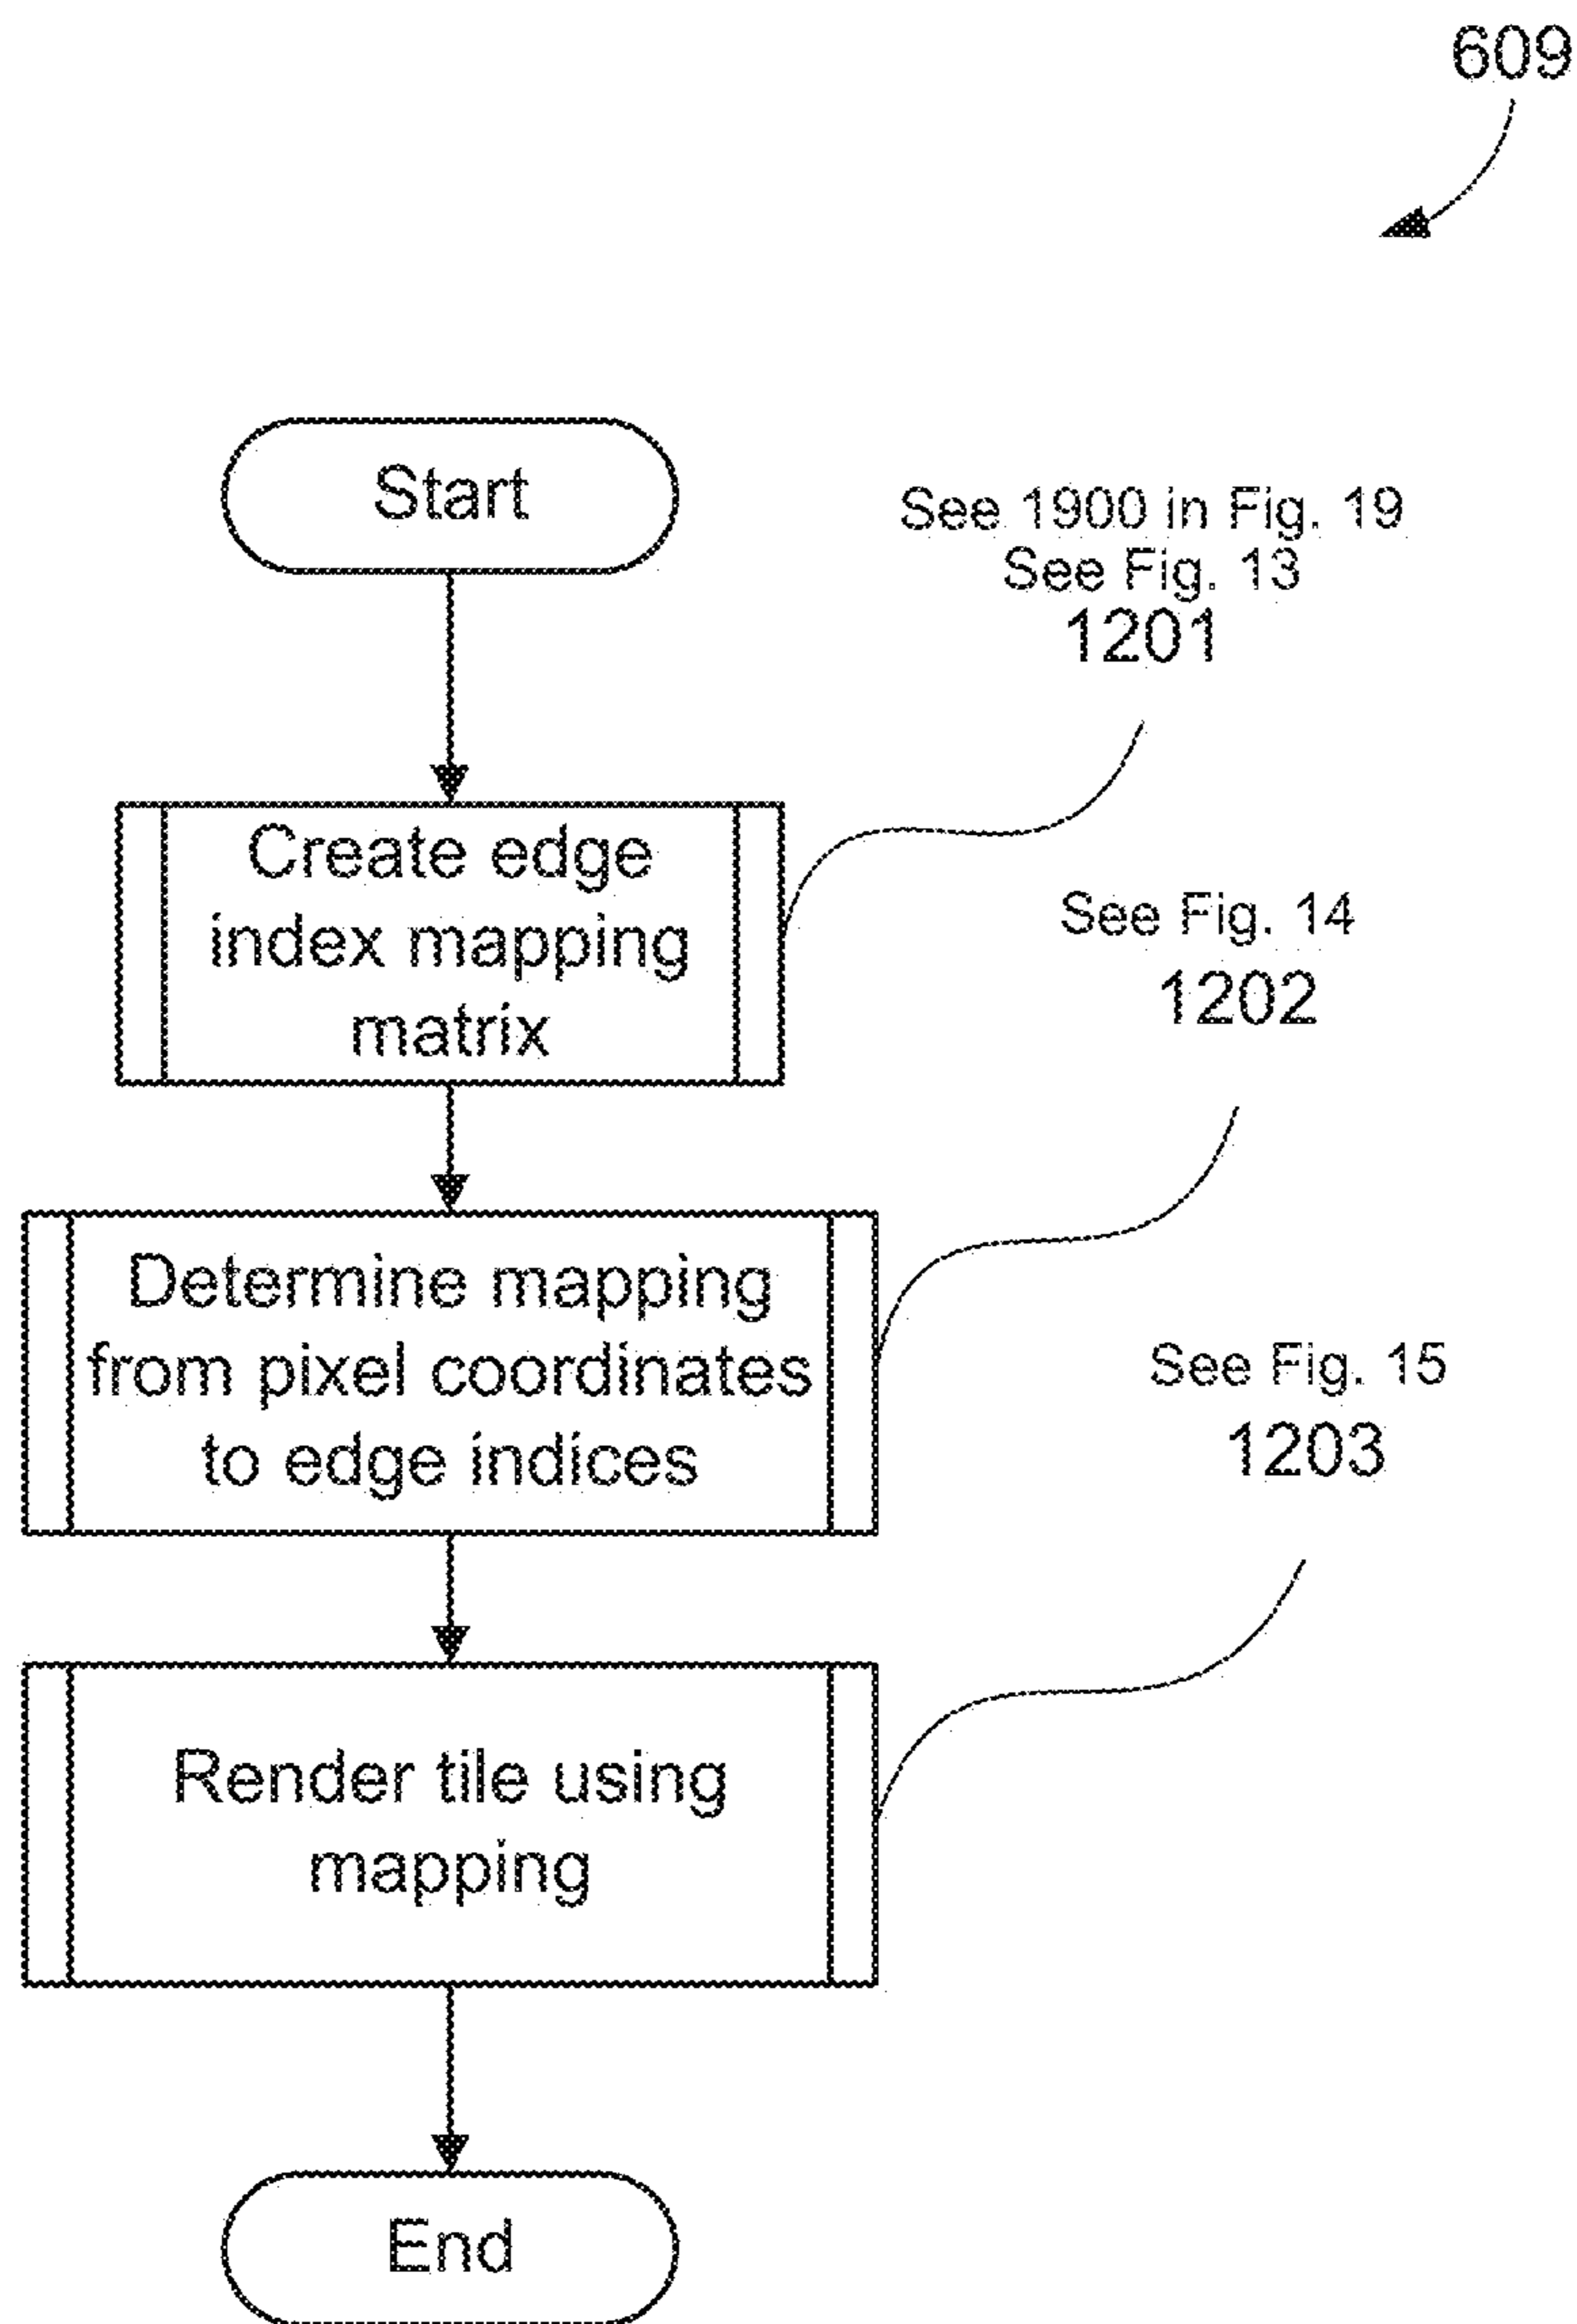 609
Start
See 1900 in Fig. 19
See Fig. 13
1201
Create edge
index mapping
matrix
See Fig. 14
1202
Determine mapping
from pixel coordinates
to edge indices
See Fig. 15
1203
Render tile using
mapping
End